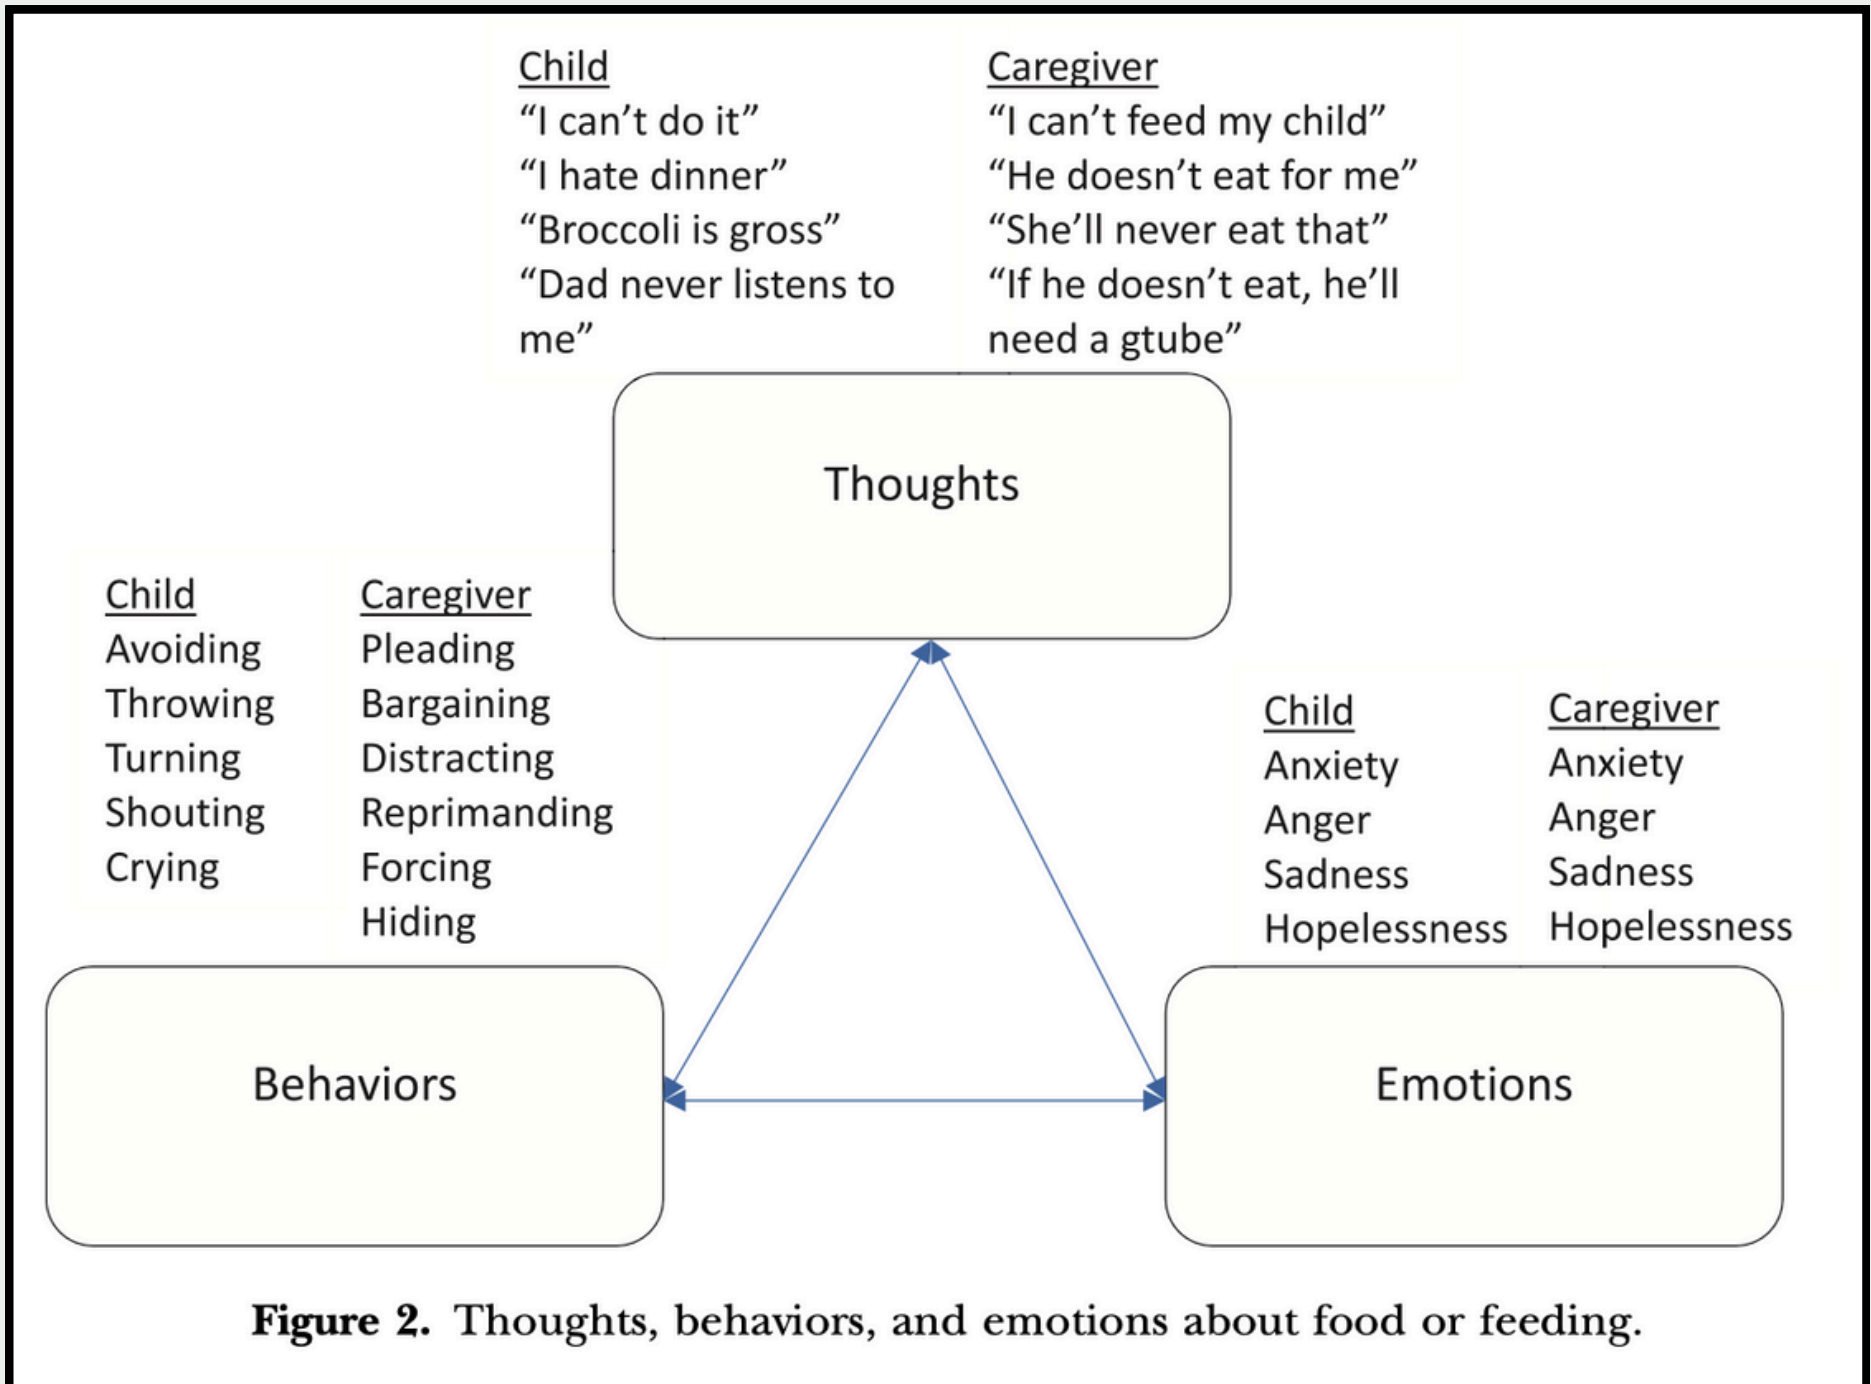 Child
“I can’t do it”
“I hate dinner”
“Broccoli is gross”
“Dad never listens to
me”
Caregiver
“I can’t feed my child”
“He doesn’t eat for me”
“She’ll never eat that”
“If he doesn’t eat, he’ll
need a gtube”
Thoughts
Child
Avoiding
Throwing
Turning
Shouting
Crying
Caregiver
Pleading
Bargaining
Distracting
Reprimanding
Forcing
Hiding
Behaviors
Child
Anxiety
Anger
Sadness
Hopelessness
Caregiver
Anxiety
Anger
Sadness
Hopelessness
Emotions
Figure 2. Thoughts, behaviors, and emotions about food or feeding.